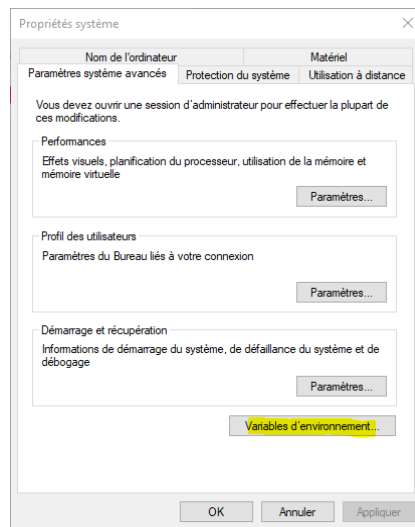 Propriétés système
Nom de l'ordinateur
Matériel
Paramètres système avancés
Protection du système
Utilisation à distance
Vous devez ouvrir une session d'administrateur pour effectuer la plupart de
ces modifications.
Performances
Effets visuels, planification du processeur, utilisation de la mémoire et
mémoire virtuelle
Paramètres...
Profil des utilisateurs
Paramètres du Bureau liés à votre connexion
Paramètres...
Démarrage et récupération
Informations de démarrage du système, de défaillance du système et de
débogage
Paramètres...
Variables d'environnement...
OK
Annuler
Appliquer